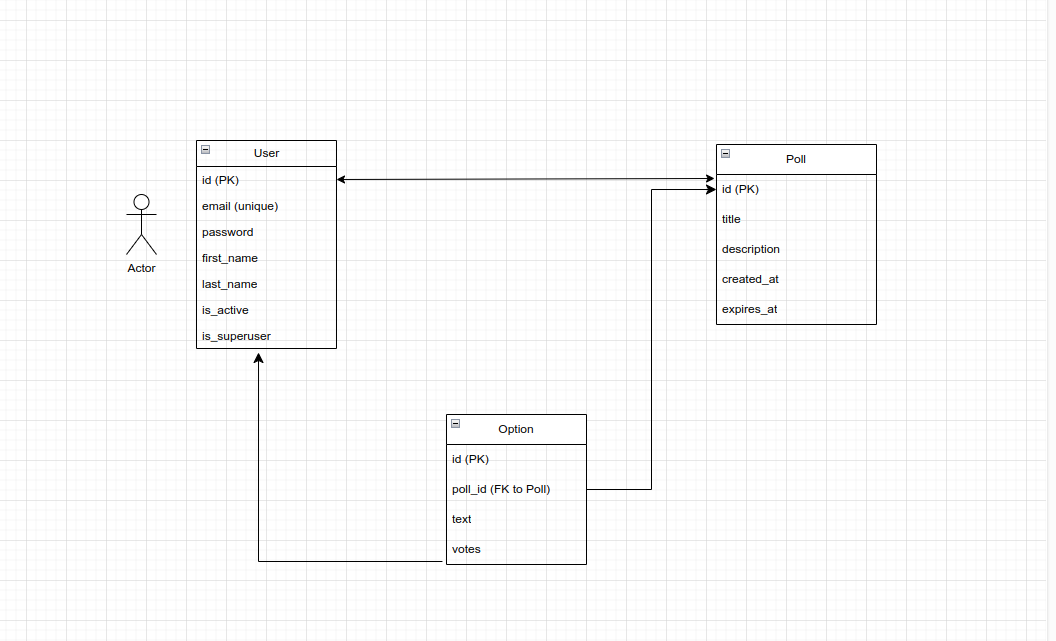 Actor
User
id (PK)
email (unique)
password
first_name
last_name
is_active
is_superuser
Poll
id (PK)
title
description
created_at
expires_at
Option
id (PK)
poll_id (FK to Poll)
text
votes